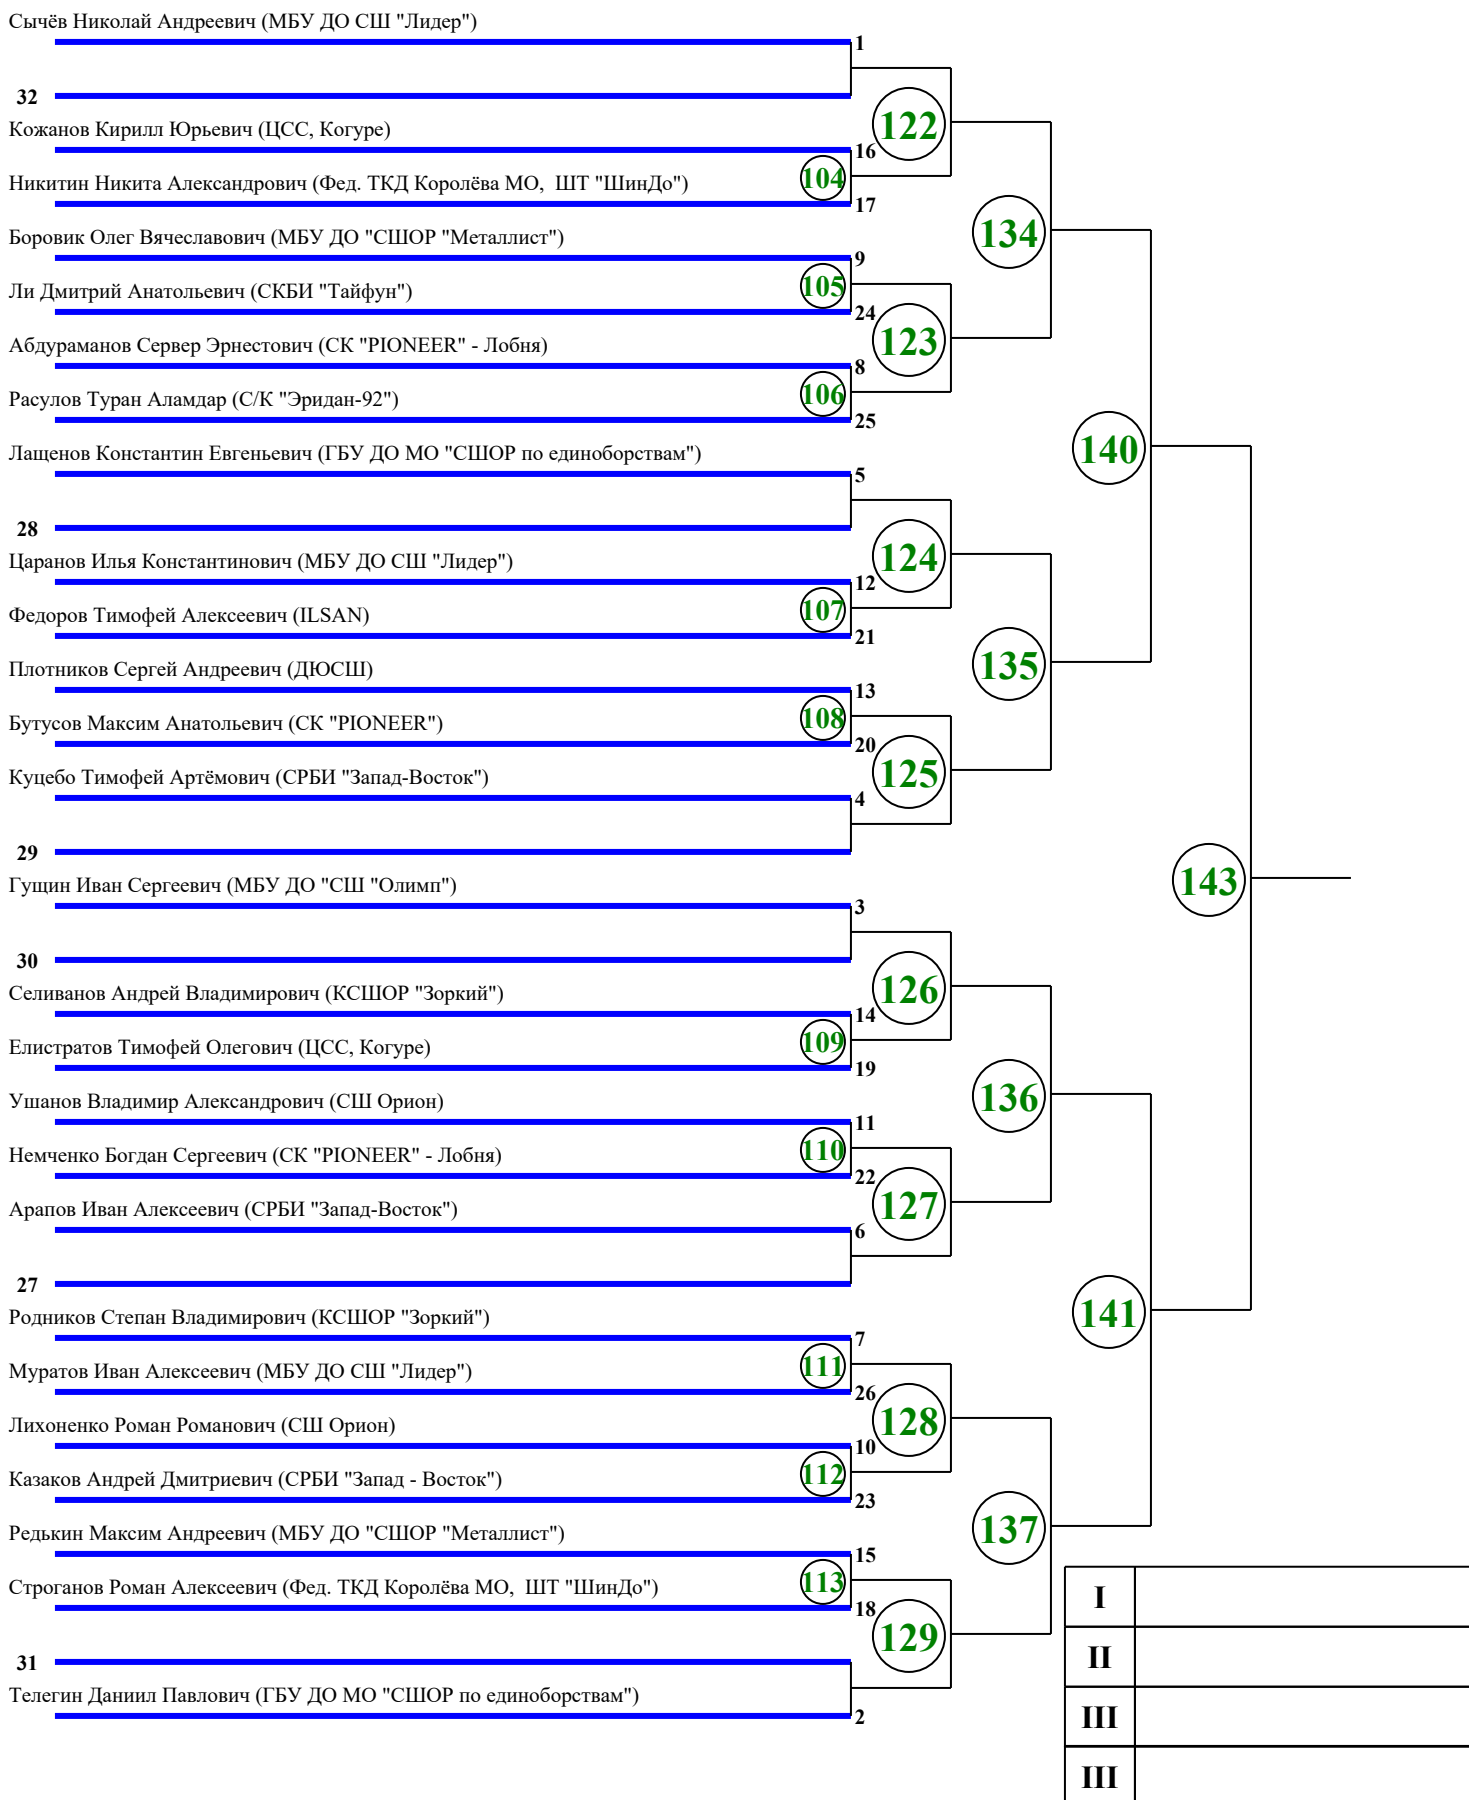 Сычёв Николай Андреевич (МБУ ДО СШ "Лидер")
1
32
Кожанов Кирилл Юрьевич (ЦСС, Когуре)
122
16
Никитин Никита Александрович (Фед. ТКД Королёва МО,  ШТ "ШинДо")
104
17
134
Боровик Олег Вячеславович (МБУ ДО "СШОР "Металлист")
9
Ли Дмитрий Анатольевич (СКБИ "Тайфун")
105
24
123
Абдураманов Сервер Эрнестович (СК "PIONEER" - Лобня)
8
Расулов Туран Аламдар (С/К "Эридан-92")
106
25
140
Лащенов Константин Евгеньевич (ГБУ ДО МО "СШОР по единоборствам")
5
28
124
Царанов Илья Константинович (МБУ ДО СШ "Лидер")
12
Федоров Тимофей Алексеевич (ILSAN)
107
21
135
Плотников Сергей Андреевич (ДЮСШ)
13
Бутусов Максим Анатольевич (СК "PIONEER")
108
20
125
Куцебо Тимофей Артёмович (СРБИ "Запад-Восток")
4
29
143
Гущин Иван Сергеевич (МБУ ДО "СШ "Олимп")
3
30
126
Селиванов Андрей Владимирович (КСШОР "Зоркий")
14
Елистратов Тимофей Олегович (ЦСС, Когуре)
109
19
136
Ушанов Владимир Александрович (СШ Орион)
11
Немченко Богдан Сергеевич (СК "PIONEER" - Лобня)
110
22
127
Арапов Иван Алексеевич (СРБИ "Запад-Восток")
6
27
141
Родников Степан Владимирович (КСШОР "Зоркий")
7
Муратов Иван Алексеевич (МБУ ДО СШ "Лидер")
111
26
128
Лихоненко Роман Романович (СШ Орион)
10
Казаков Андрей Дмитриевич (СРБИ "Запад - Восток")
112
23
137
Редькин Максим Андреевич (МБУ ДО "СШОР "Металлист")
15
Строганов Роман Алексеевич (Фед. ТКД Королёва МО,  ШТ "ШинДо")
113
18
129
31
Телегин Даниил Павлович (ГБУ ДО МО "СШОР по единоборствам")
2
I
II
III
III